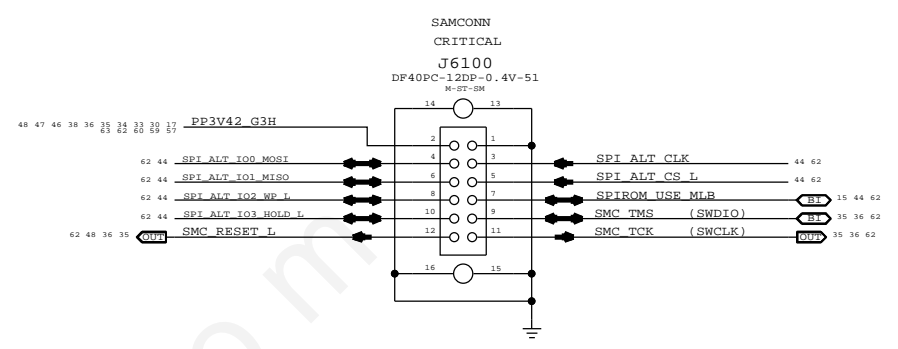 SAMCONN
CRITICAL
J6100
DF40PC-12DP-0.4V-51
M-ST-SM
14 13
48 47 46 38 36 35 34 33 30 17 PP3V42_G3H
63 62 60 59 57
2 1
62 44 SPI_ALT_IO0_MOSI 4 3 SPI_ALT_CLK 44 62
62 44 SPI_ALT_IO1_MISO 6 5 SPI_ALT_CS_L 44 62
62 44 SPI_ALT_IO2_WP_L 8 7 SPIROM_USE_MLB BI 15 44 62
62 44 SPI_ALT_IO3_HOLD_L 10 9 SMC_TMS (SWDIO) BI 35 36 62
62 48 36 35 OUT SMC_RESET_L 12 11 SMC_TCK (SWCLK) OUT 35 36 62
16 15